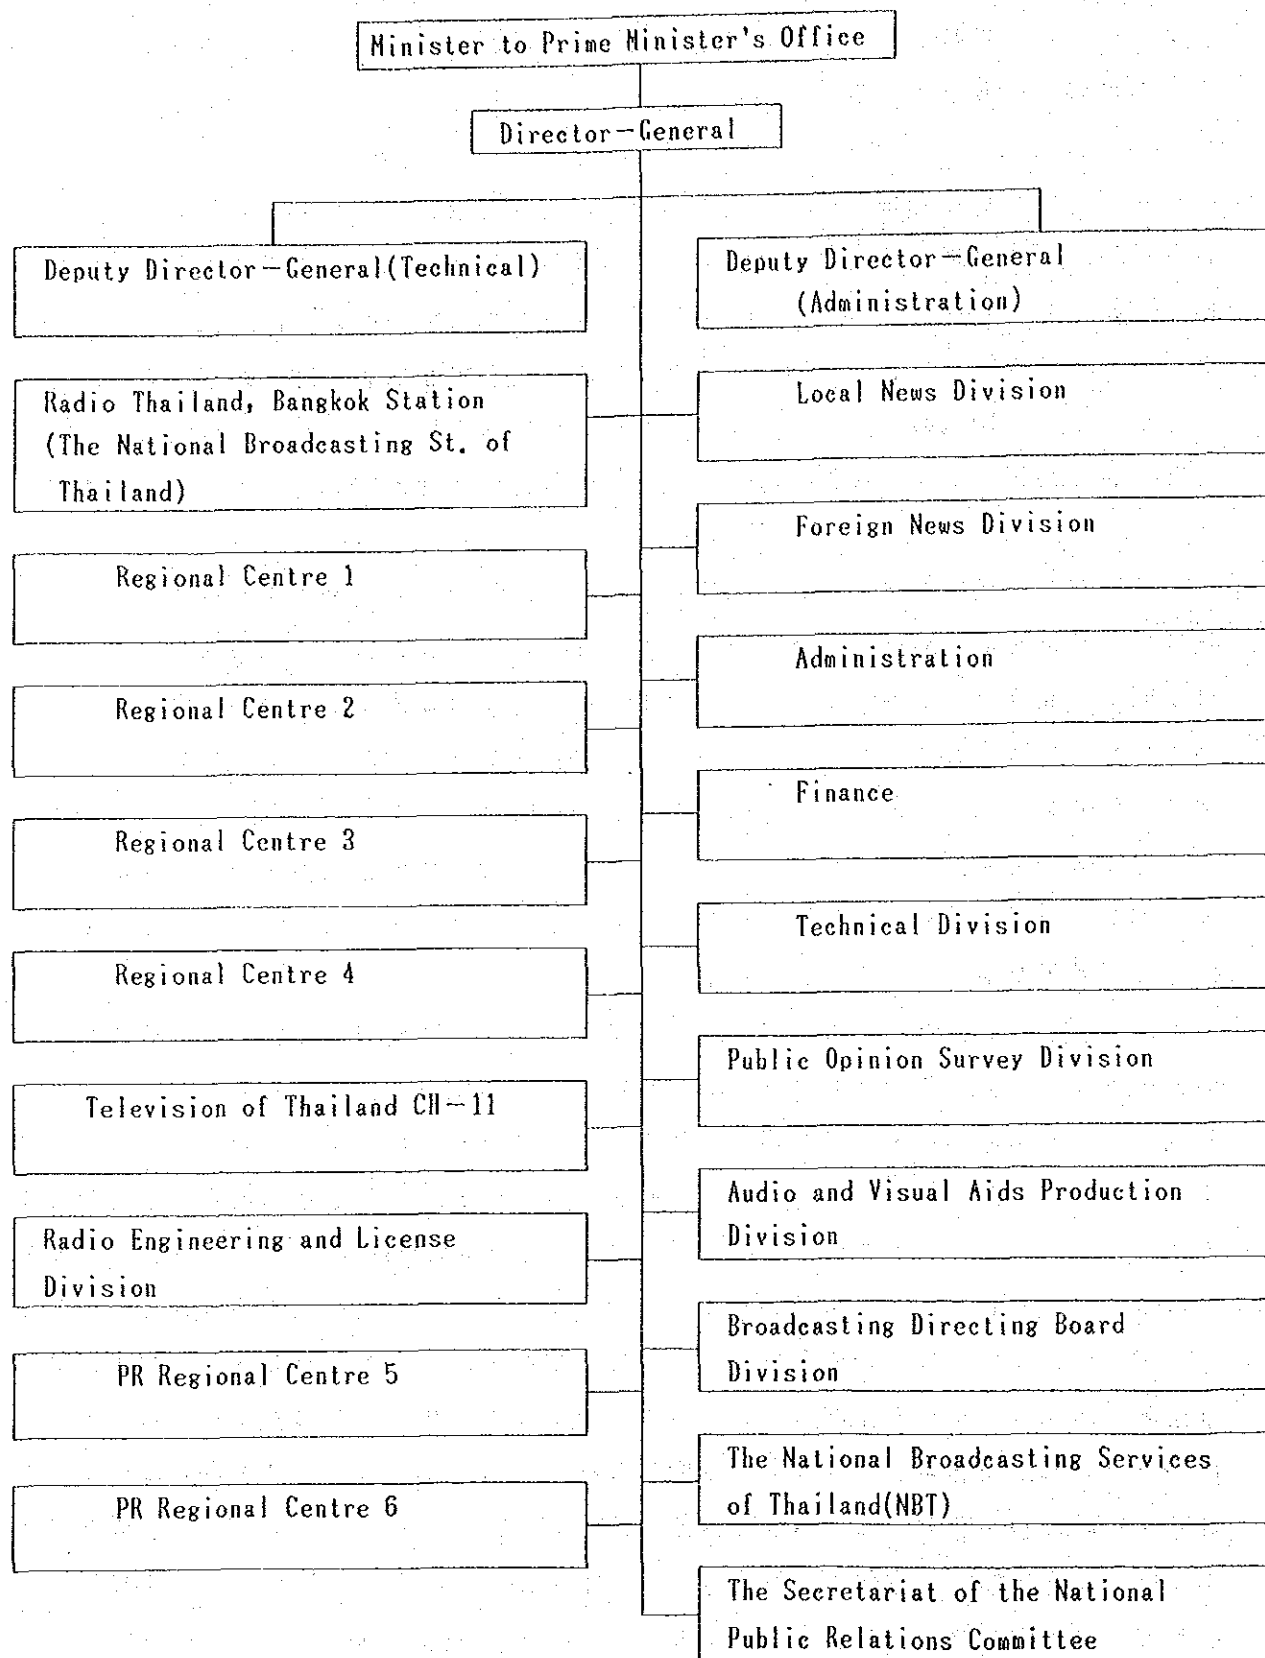 Minister to Prime Minister's Office
Director-General
Deputy Director-General(Technical)
Radio Thailand, Bangkok Station
(The National Broadcasting St. of
Thailand)
Regional Centre 1
Regional Centre 2
Regional Centre 3
Regional Centre 4
Television of Thailand CH-11
Radio Engineering and License
Division
PR Regional Centre 5
PR Regional Centre 6
Deputy Director-General
(Administration)
Local News Division
Foreign News Division
Administration
Finance
Technical Division
Public Opinion Survey Division
Audio and Visual Aids Production
Division
Broadcasting Directing Board
Division
The National Broadcasting Services
of Thailand(NBT)
The Secretariat of the National
Public Relations Committee